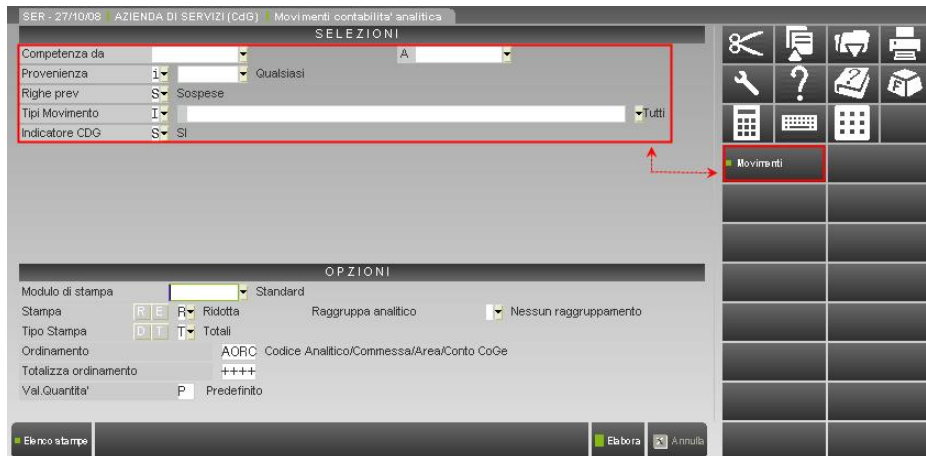 SER - 27/10/08 AZIENDA DI SERVIZI (CdG) Movimenti contabilita' analitica
SELEZIONI
Competenza da A
Provenienza i Qualsiasi
Righe prev S Sospese
Tipi Movimento I Tutti
Indicatore CDG S SI
Movimenti
OPZIONI
Modulo di stampa Standard
Stampa R E R Ridotta Raggruppa analitico Nessun raggruppamento
Tipo Stampa D T T Totali
Ordinamento AORC Codice Analitico/Commessa/Area/Conto CoGe
Totalizza ordinamento ++++
Val.Quantita' P Predefinito
Elenco stampe Elabora Annulla